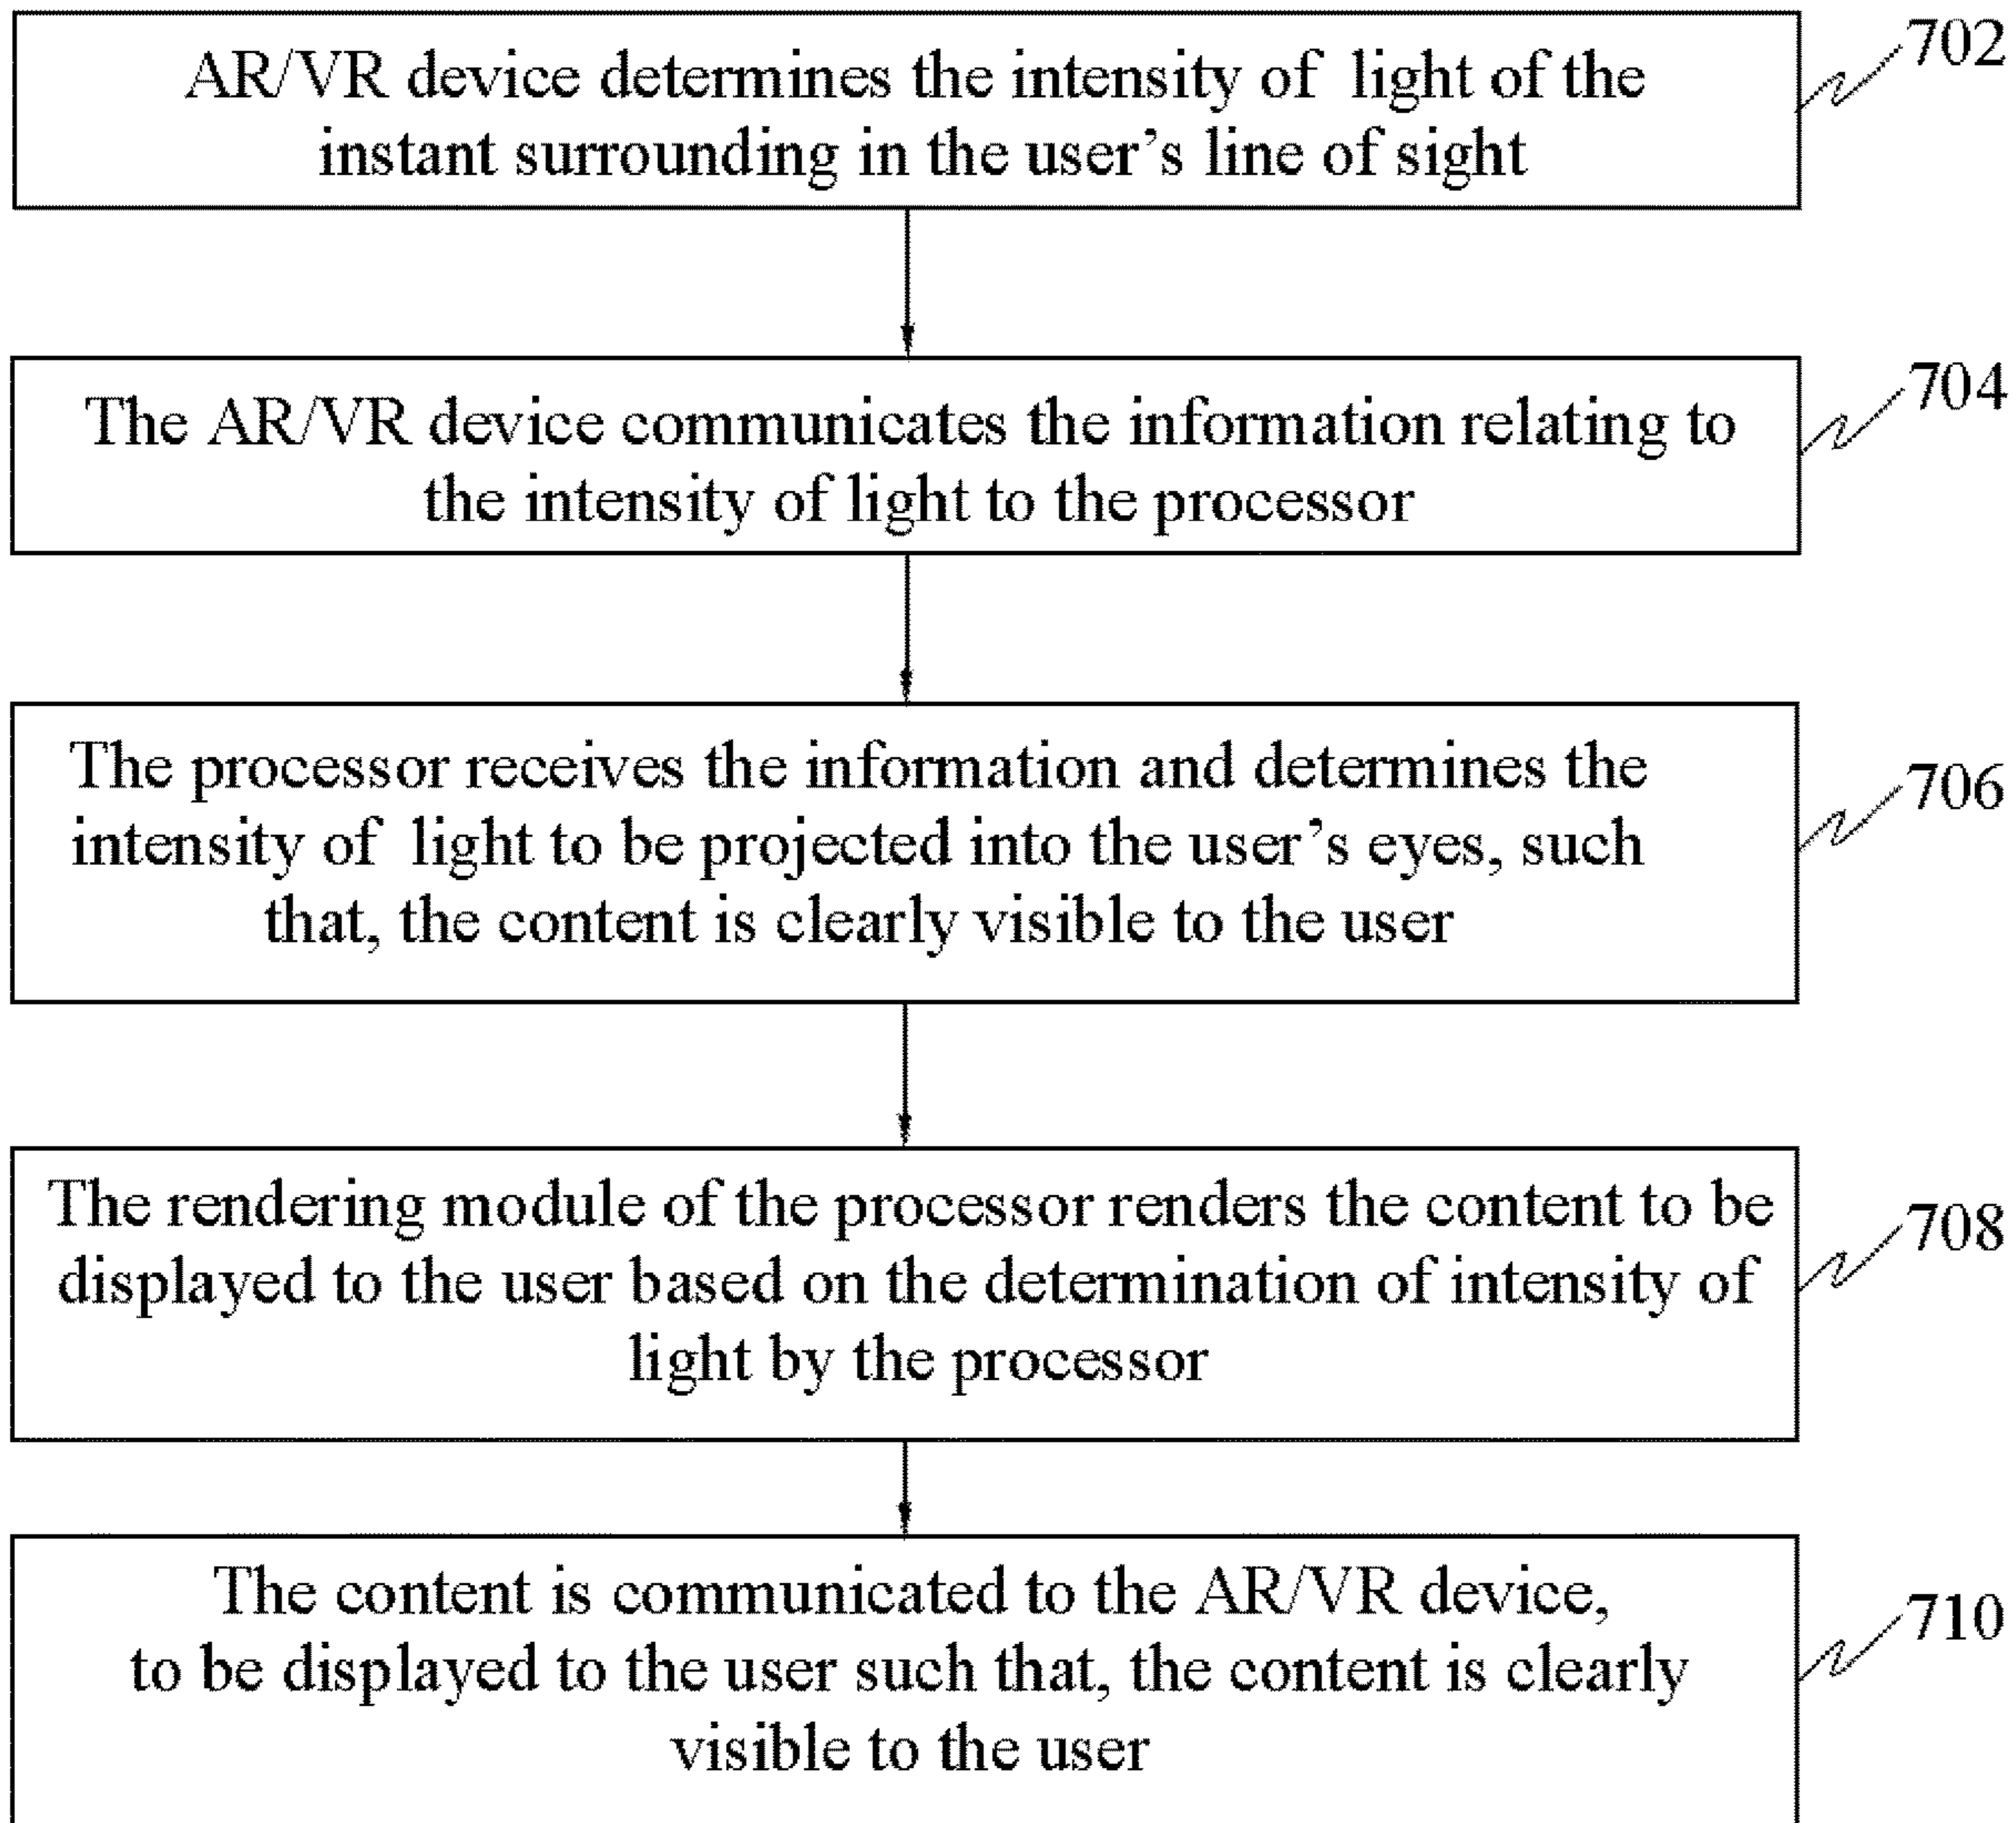 AR/VR device determines the intensity of light of the
instant surrounding in the user’s line of sight
702
The AR/VR device communicates the information relating to
the intensity of light to the processor
704
The processor receives the information and determines the
intensity of light to be projected into the user’s eyes, such
that, the content is clearly visible to the user
706
The rendering module of the processor renders the content to be
displayed to the user based on the determination of intensity of
light by the processor
708
The content is communicated to the AR/VR device,
to be displayed to the user such that, the content is clearly
visible to the user
710